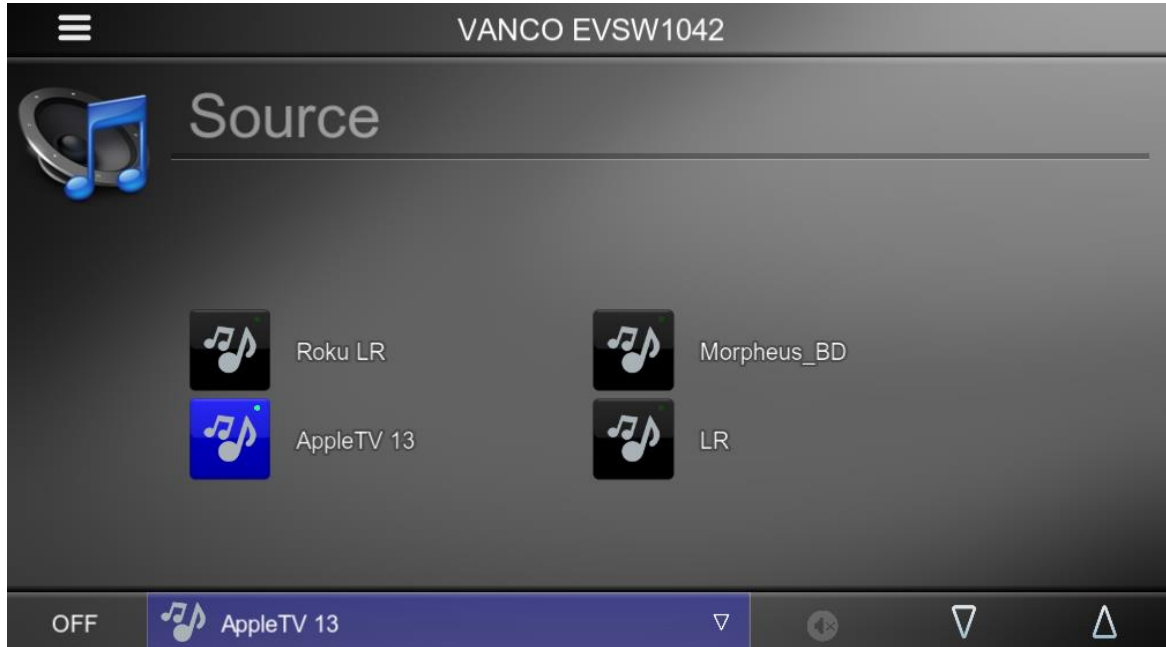 VANCO EVSW1042
Source
Roku LR
Morpheus_BD
AppleTV 13
LR
OFF
AppleTV 13